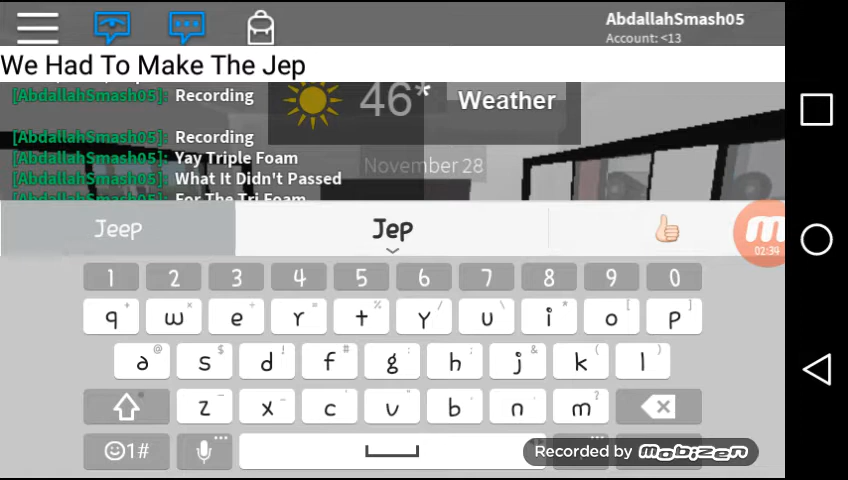 AbdallahSmash05
Account: <13
We Had To Make The Jep
[AbdallahSmash05]: Recording
46* Weather
[AbdallahSmash05]: Recording
[AbdallahSmash05]: Yay Triple Foam
November 28
[AbdallahSmash05]: What It Didn't Passed
[AbdallahSmash05]: For The Tri Foam
Jeep Jep
02:39
1 2 3 4 5 6 7 8 9 0
q + w × e ÷ r = t % y / u \ i * o [ p ]
a @ s $ d ! f # g : h ; j & k ( l )
z - x _ c ' v " b , n . m ?
1#
Recorded by MOBIZEN